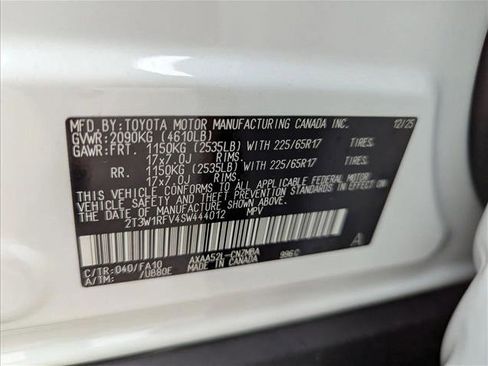 MFD. BY: TOYOTA MOTOR MANUFACTURING CANADA INC. 12/25
GVWR: 2090KG (4610LB)
GAWR: FRT. 1150KG (2535LB) WITH 225/65R17 TIRES,
17x7.0J RIMS,
RR. 1150KG (2535LB) WITH 225/65R17 TIRES,
17x7.0J RIMS,
THIS VEHICLE CONFORMS TO ALL APPLICABLE FEDERAL MOTOR
VEHICLE SAFETY AND THEFT PREVENTION STANDARDS IN EFFECT ON
THE DATE OF MANUFACTURE SHOWN ABOVE.
2T3W1RFV4SW444012 MPV
C/TR: 040/FA10 AXAA52L-CNZMBA 996C
A/TM: /UB80E MADE IN CANADA
A